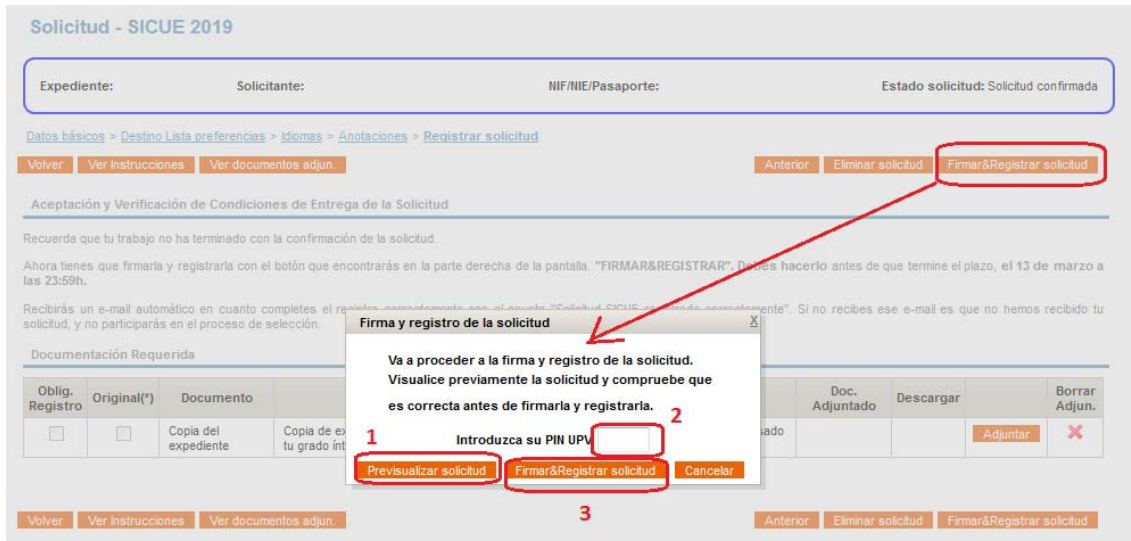 Solicitud - SICUE 2019
Expediente: Solicitante: NIF/NIE/Pasaporte: Estado solicitud: Solicitud confirmada
Datos básicos > Destino Lista preferencias > Idiomas > Anotaciones > Registrar solicitud
Volver Ver Instrucciones Ver documentos adjun. Anterior Eliminar solicitud Firmar&Registrar solicitud
Aceptación y Verificación de Condiciones de Entrega de la Solicitud
Recuerda que tu trabajo no ha terminado con la confirmación de la solicitud.
Ahora tienes que firmarla y registrarla con el botón que encontrarás en la parte derecha de la pantalla. "FIRMAR&REGISTRAR". Debes hacerlo antes de que termine el plazo, el 13 de marzo a
las 23:59h.
Recibirás un e-mail automático en cuanto completes el registro correctamente con el asunto "Solicitud SICUE registrada correctamente". Si no recibes ese e-mail es que no hemos recibido tu
solicitud, y no participarás en el proceso de selección.
Firma y registro de la solicitud X
Va a proceder a la firma y registro de la solicitud.
Visualice previamente la solicitud y compruebe que
es correcta antes de firmarla y registrarla.
1 Introduzca su PIN UPV 2
Previsualizar solicitud Firmar&Registrar solicitud Cancelar
3
Documentación Requerida
Oblig. Registro Original(*) Documento Doc. Adjuntado Descargar Borrar Adjun.
Copia del Copia de
expediente tu grado Adjuntar
Volver Ver Instrucciones Ver documentos adjun. Anterior Eliminar solicitud Firmar&Registrar solicitud